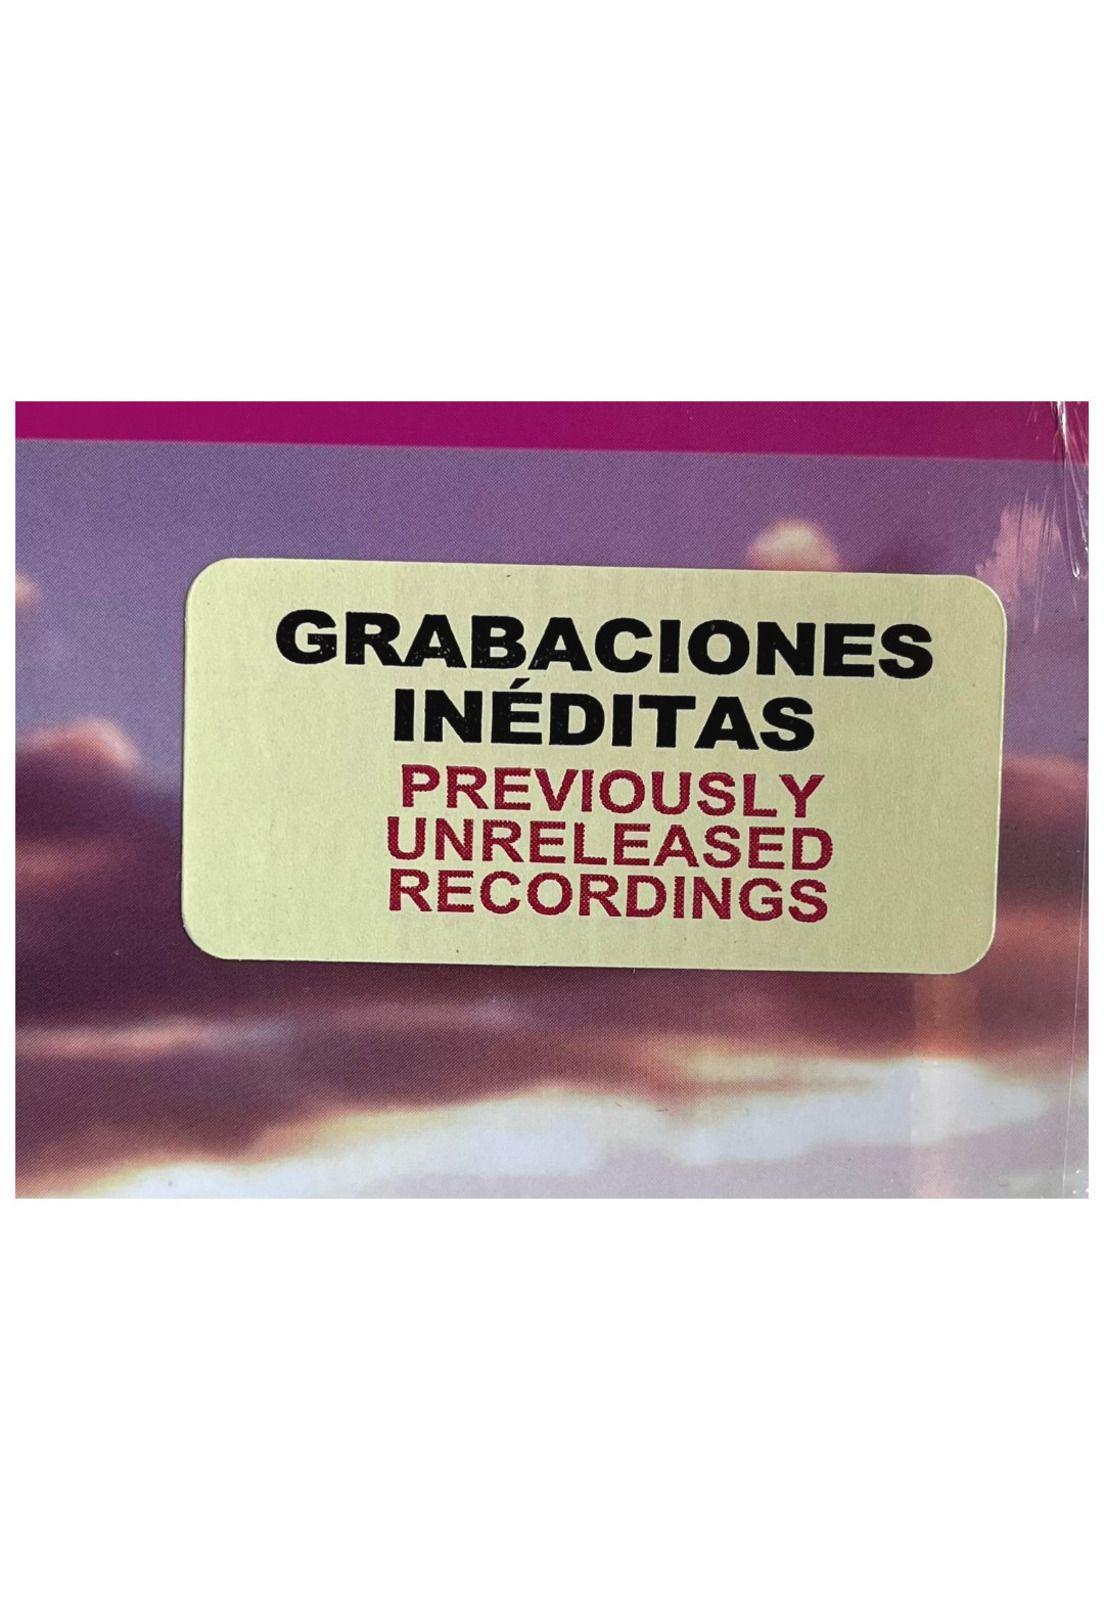 GRABACIONES
INÉDITAS
PREVIOUSLY
UNRELEASED
RECORDINGS